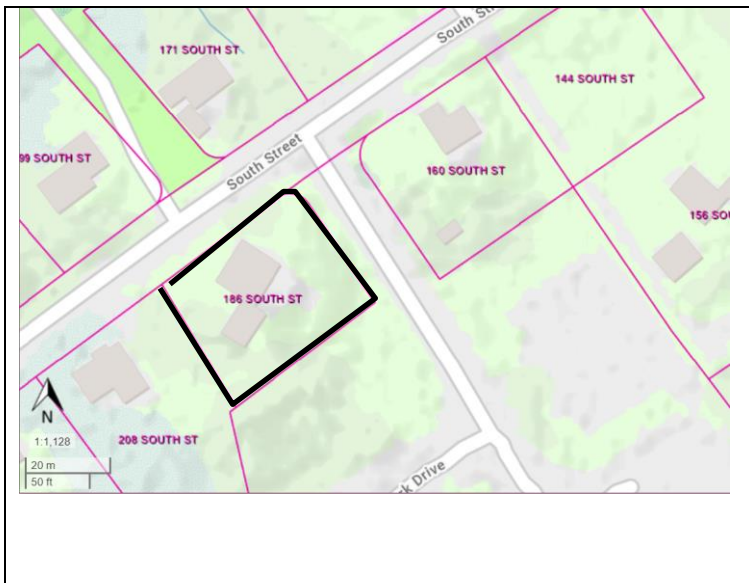 South St
171 SOUTH ST
144 SOUTH ST
South Street
99 SOUTH ST
160 SOUTH ST
156 SO
186 SOUTH ST
N
208 SOUTH ST
1:1,128
20 m
50 ft
k Drive